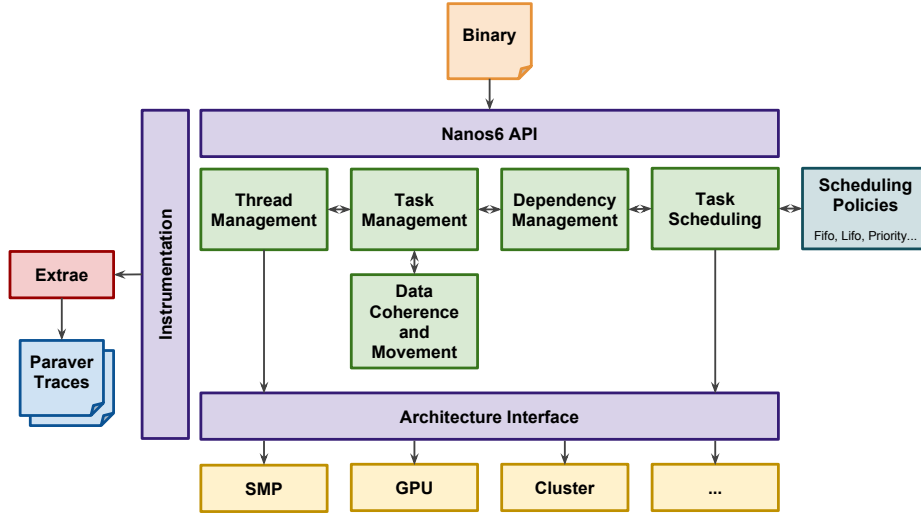 Binary
Nanos6 API
Instrumentation
Thread
Management
Task
Management
Dependency
Management
Task
Scheduling
Scheduling
Policies
Fifo, Lifo, Priority...
Extrae
Data
Coherence
and
Movement
Paraver
Traces
Architecture Interface
SMP
GPU
Cluster
...